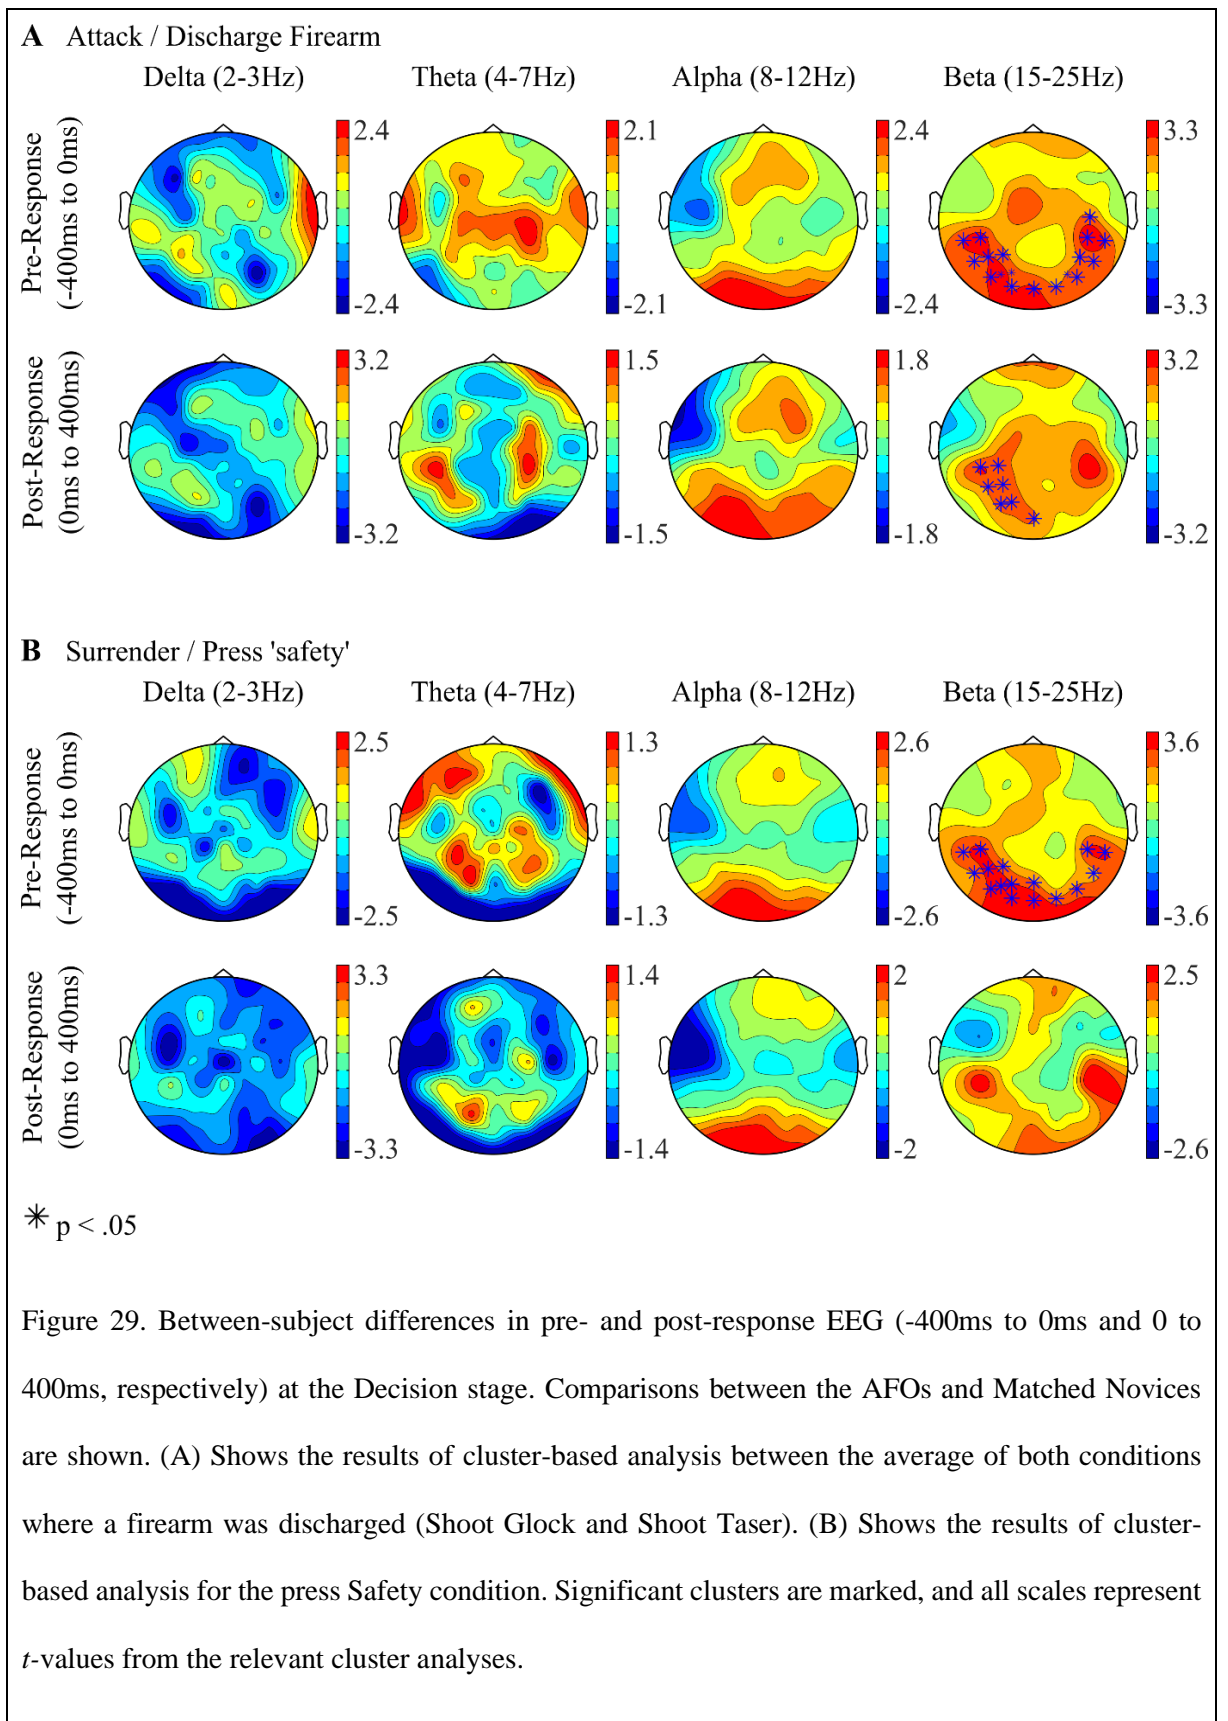 A Attack / Discharge Firearm
Delta (2-3Hz) Theta (4-7Hz) Alpha (8-12Hz) Beta (15-25Hz)
Pre-Response
(-400ms to 0ms)
2.4 2.1 2.4 3.3
-2.4 -2.1 -2.4 -3.3
Post-Response
(0ms to 400ms)
3.2 1.5 1.8 3.2
-3.2 -1.5 -1.8 -3.2
B Surrender / Press 'safety'
Delta (2-3Hz) Theta (4-7Hz) Alpha (8-12Hz) Beta (15-25Hz)
Pre-Response
(-400ms to 0ms)
2.5 1.3 2.6 3.6
-2.5 -1.3 -2.6 -3.6
Post-Response
(0ms to 400ms)
3.3 1.4 2 2.5
-3.3 -1.4 -2 -2.6
* p < .05
Figure 29. Between-subject differences in pre- and post-response EEG (-400ms to 0ms and 0 to
400ms, respectively) at the Decision stage. Comparisons between the AFOs and Matched Novices
are shown. (A) Shows the results of cluster-based analysis between the average of both conditions
where a firearm was discharged (Shoot Glock and Shoot Taser). (B) Shows the results of cluster-
based analysis for the press Safety condition. Significant clusters are marked, and all scales represent
t-values from the relevant cluster analyses.